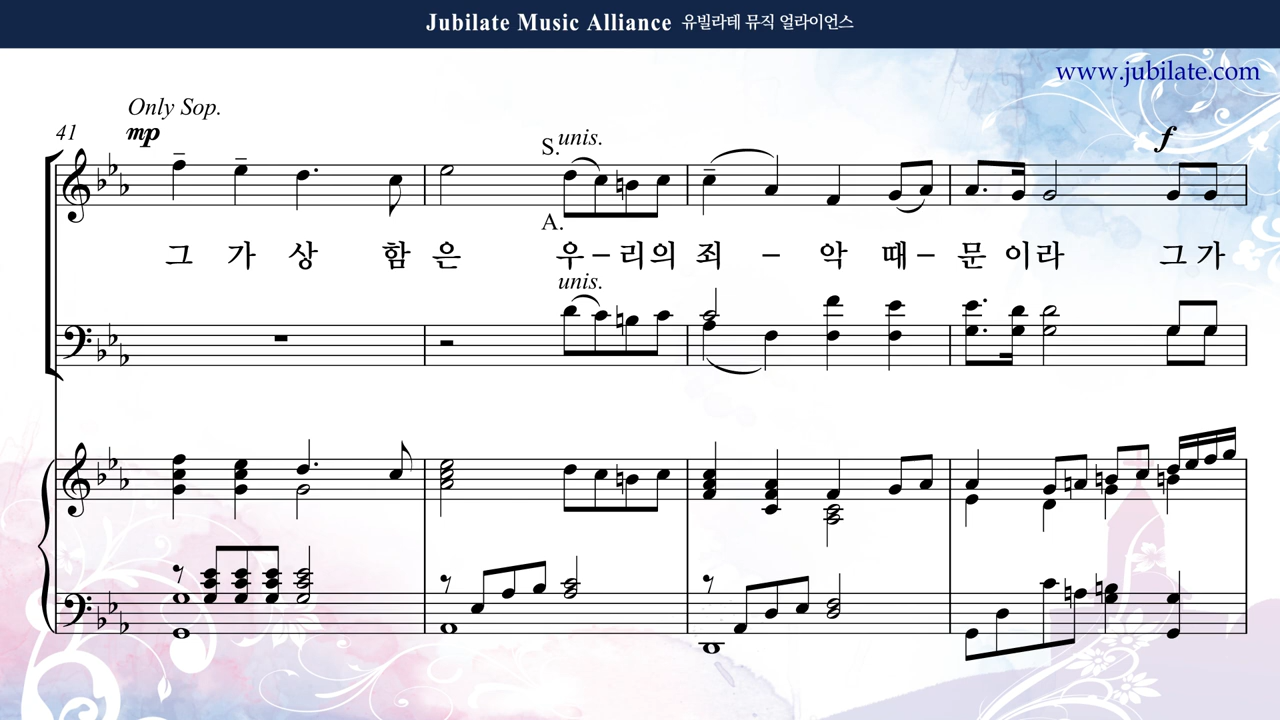 Jubilate Music Alliance 유빌라테 뮤직 얼라이언스
www.jubilate.com
Only Sop.
41 mp
S. unis.
f
A.
그 가 상 함 은 우 – 리 의 죄 – 악 때 – 문 이 라 그 가
unis.